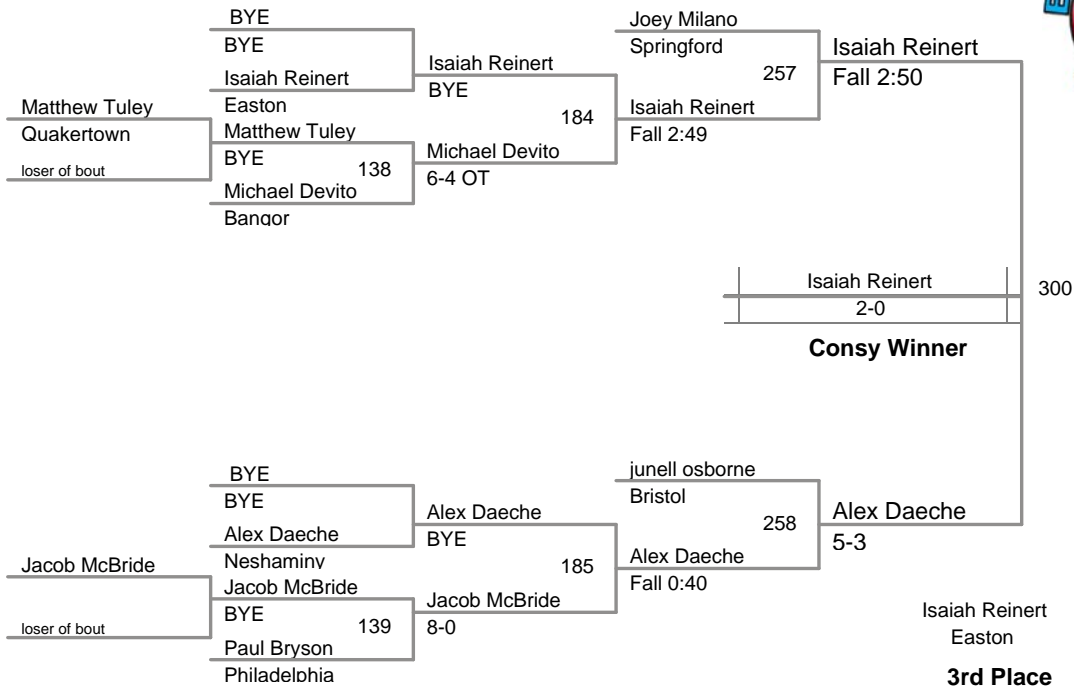 BYE
BYE
Isaiah Reinert
Easton
Matthew Tuley
Quakertown
loser of bout
Matthew Tuley
BYE
138
Michael Devito
Bangor
Isaiah Reinert
BYE
184
Michael Devito
6-4 OT
Joey Milano
Springford
257
Isaiah Reinert
Fall 2:49
Isaiah Reinert
Fall 2:50
Isaiah Reinert
2-0
Consy Winner
300
BYE
BYE
Alex Daeche
Neshaminy
Jacob McBride
loser of bout
Jacob McBride
BYE
139
Paul Bryson
Philadelphia
Alex Daeche
BYE
185
Jacob McBride
8-0
junell osborne
Bristol
258
Alex Daeche
Fall 0:40
Alex Daeche
5-3
Isaiah Reinert
Easton
3rd Place